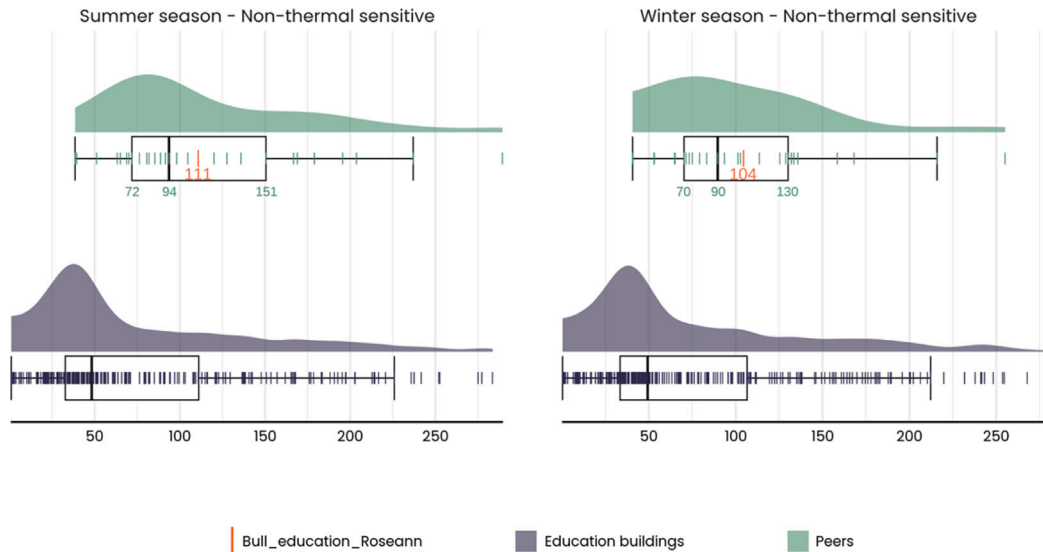 Summer season - Non-thermal sensitive
Winter season - Non-thermal sensitive
111
72 94 151
104
70 90 130
50 100 150 200 250
50 100 150 200 250
Bull_education_Roseann
Education buildings
Peers